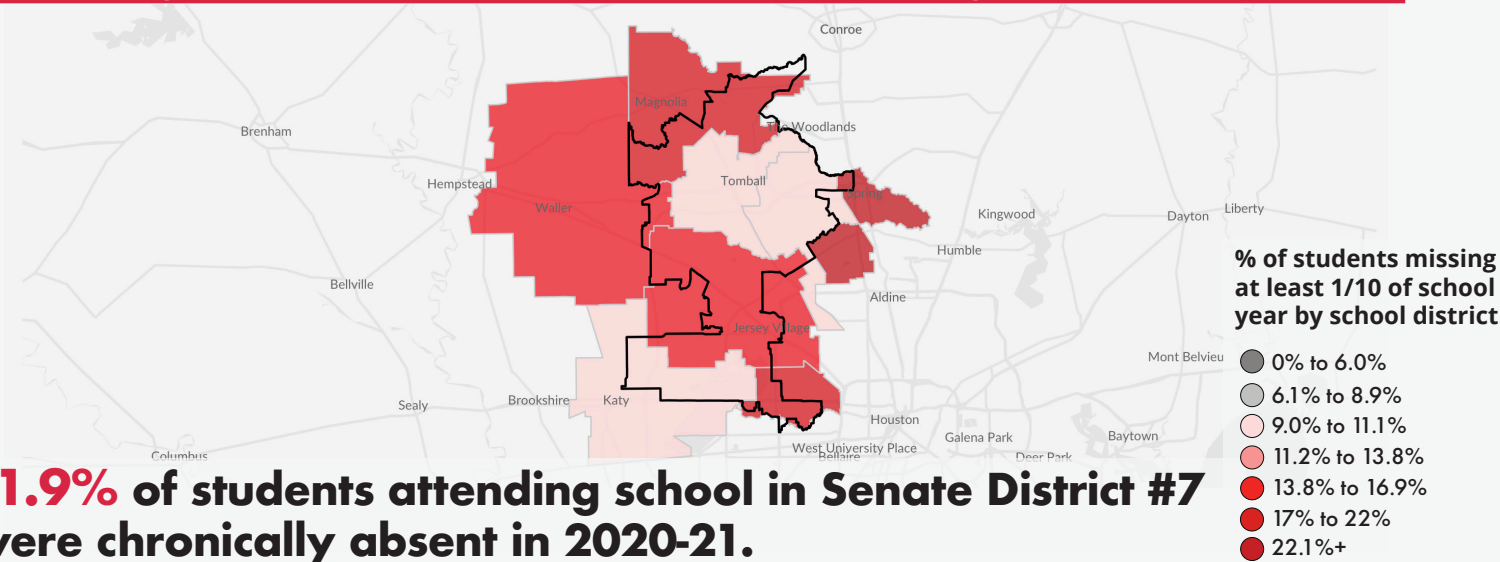 Conroe
Magnolia
Brenham
The Woodlands
Hempstead
Tomball
Spring
Waller
Kingwood
Dayton
Liberty
Humble
Bellville
Aldine
Jersey Village
Mont Belvieu
Sealy
Brookshire
Katy
Houston
Galena Park
Baytown
West University Place
Columbus
Bellaire
Deer Park
% of students missing
at least 1/10 of school
year by school district
0% to 6.0%
6.1% to 8.9%
9.0% to 11.1%
11.2% to 13.8%
13.8% to 16.9%
17% to 22%
22.1%+
1.9% of students attending school in Senate District #7
were chronically absent in 2020-21.